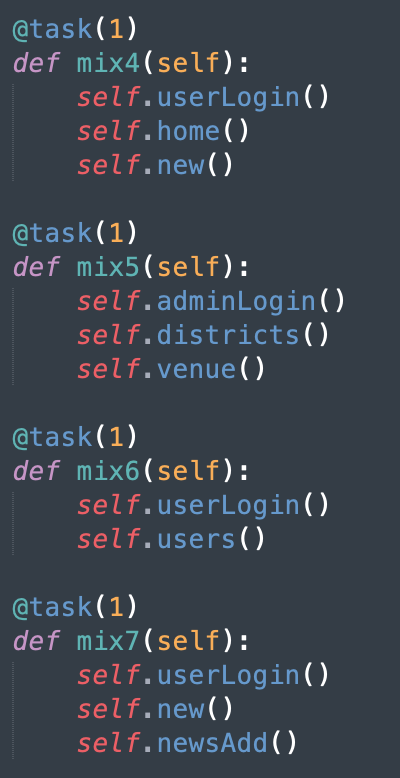 @task(1)
def mix4(self):
    self.userLogin()
    self.home()
    self.new()

@task(1)
def mix5(self):
    self.adminLogin()
    self.districts()
    self.venue()

@task(1)
def mix6(self):
    self.userLogin()
    self.users()

@task(1)
def mix7(self):
    self.userLogin()
    self.new()
    self.newsAdd()